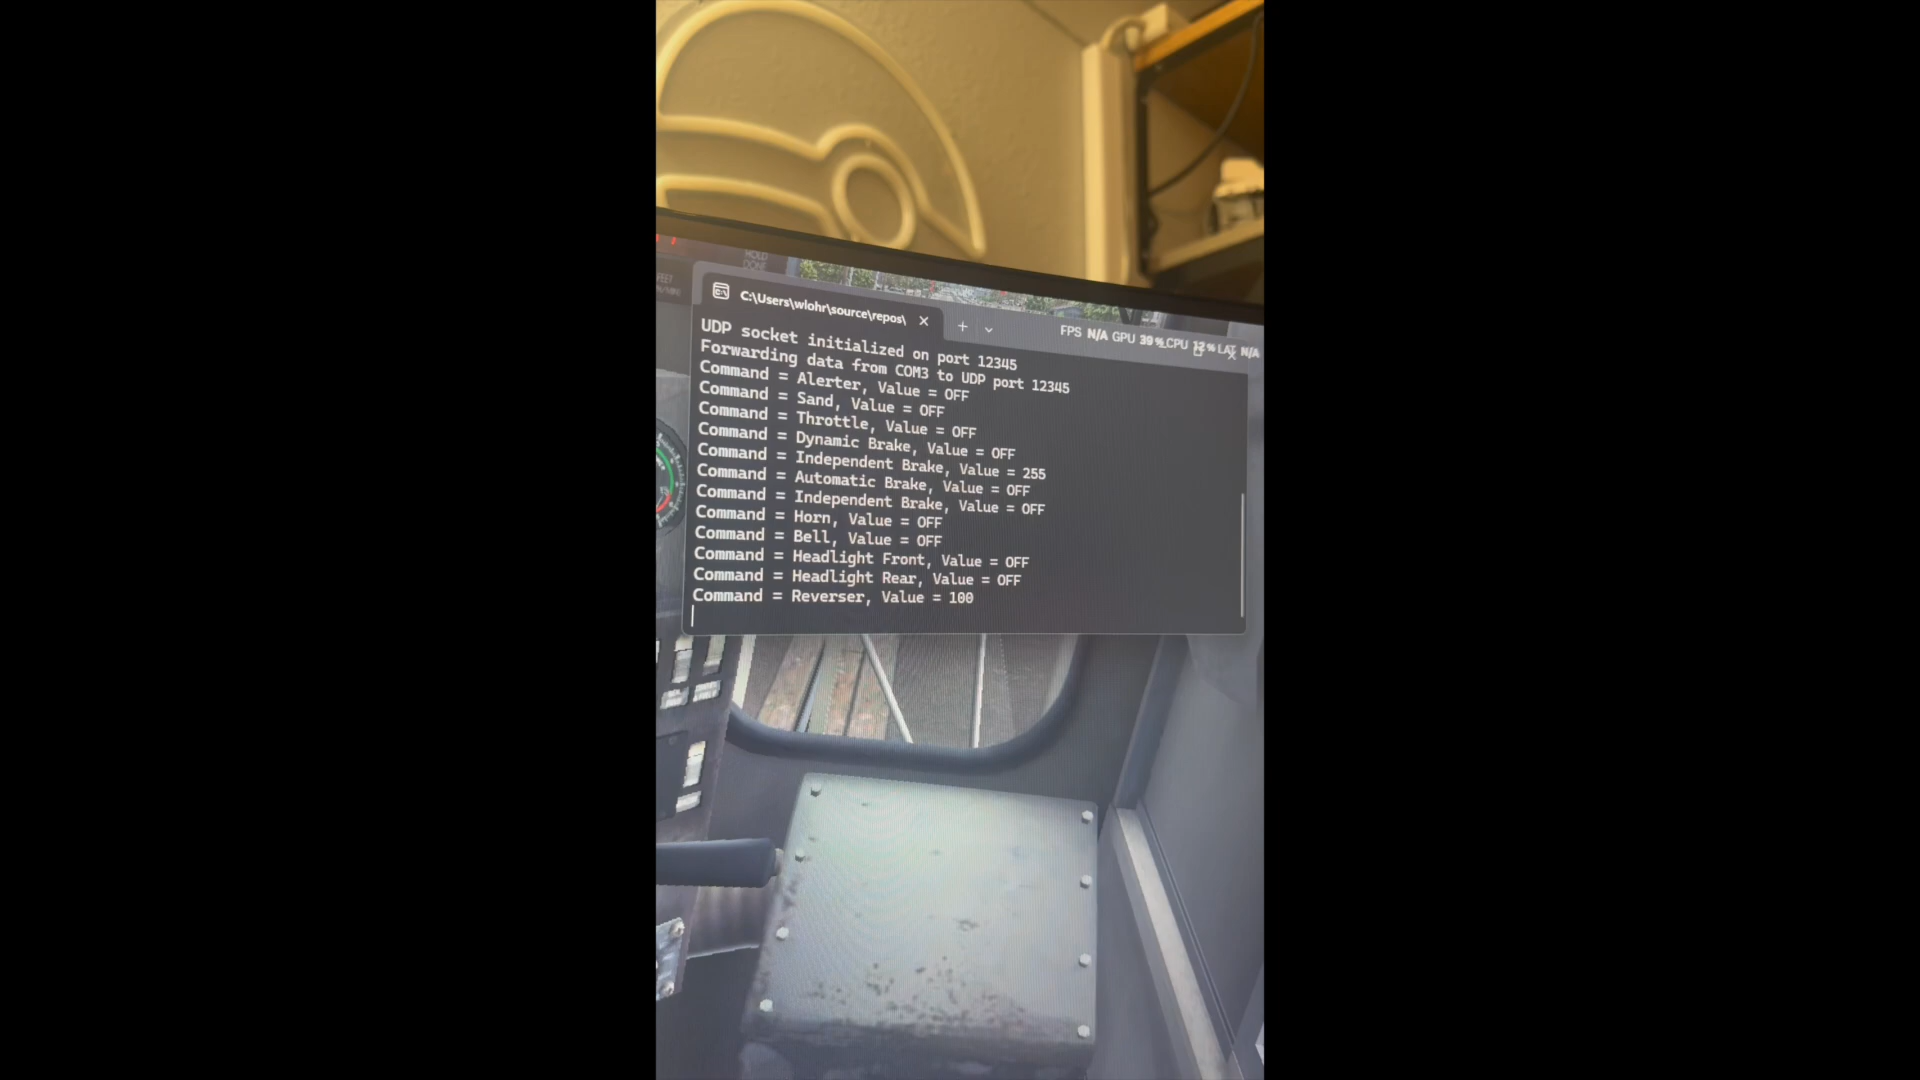 HOLD
DONE
C:\Users\wlohr\source\repos\
FPS N/A GPU 39% CPU 12% LAT N/A
UDP socket initialized on port 12345
Forwarding data from COM3 to UDP port 12345
Command = Alerter, Value = OFF
Command = Sand, Value = OFF
Command = Throttle, Value = OFF
Command = Dynamic Brake, Value = OFF
Command = Independent Brake, Value = 255
Command = Automatic Brake, Value = OFF
Command = Independent Brake, Value = OFF
Command = Horn, Value = OFF
Command = Bell, Value = OFF
Command = Headlight Front, Value = OFF
Command = Headlight Rear, Value = OFF
Command = Reverser, Value = 100